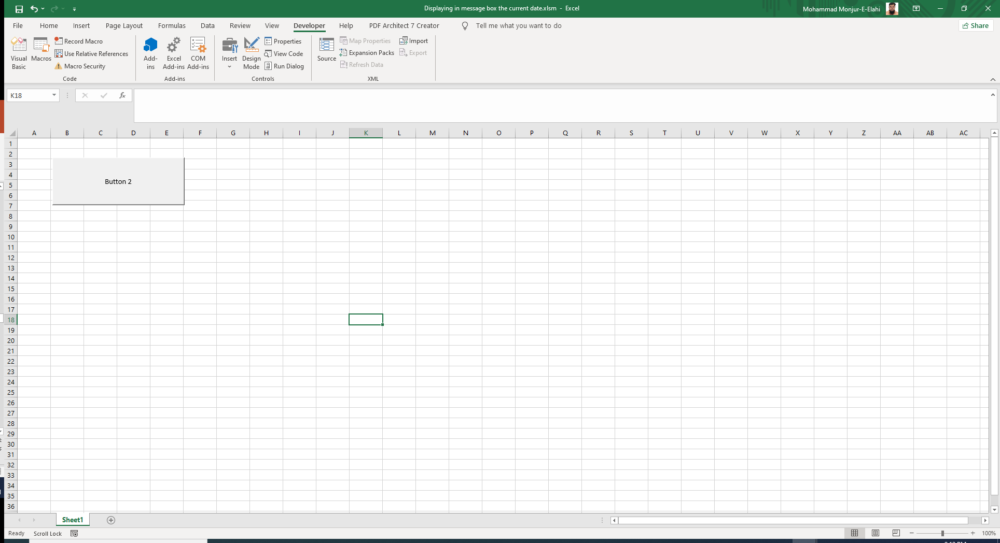 Displaying in message box the current date.xlsm - Excel
Mohammad Monjur-E-Elahi
File Home Insert Page Layout Formulas Data Review View Developer Help PDF Architect 7 Creator Tell me what you want to do Share
Visual Basic
Macros
Record Macro
Use Relative References
Macro Security
Code
Add-ins
Excel Add-ins
COM Add-ins
Add-ins
Insert
Design Mode
Properties
View Code
Run Dialog
Controls
Source
Map Properties
Expansion Packs
Refresh Data
Import
Export
XML
K18
fx
A B C D E F G H I J K L M N O P Q R S T U V W X Y Z AA AB AC
1
2
3
4
Button 2
5
6
7
8
9
10
11
12
13
14
15
16
17
18
19
20
21
22
23
24
25
26
27
28
29
30
31
32
33
34
35
36
Sheet1
Ready Scroll Lock
100%